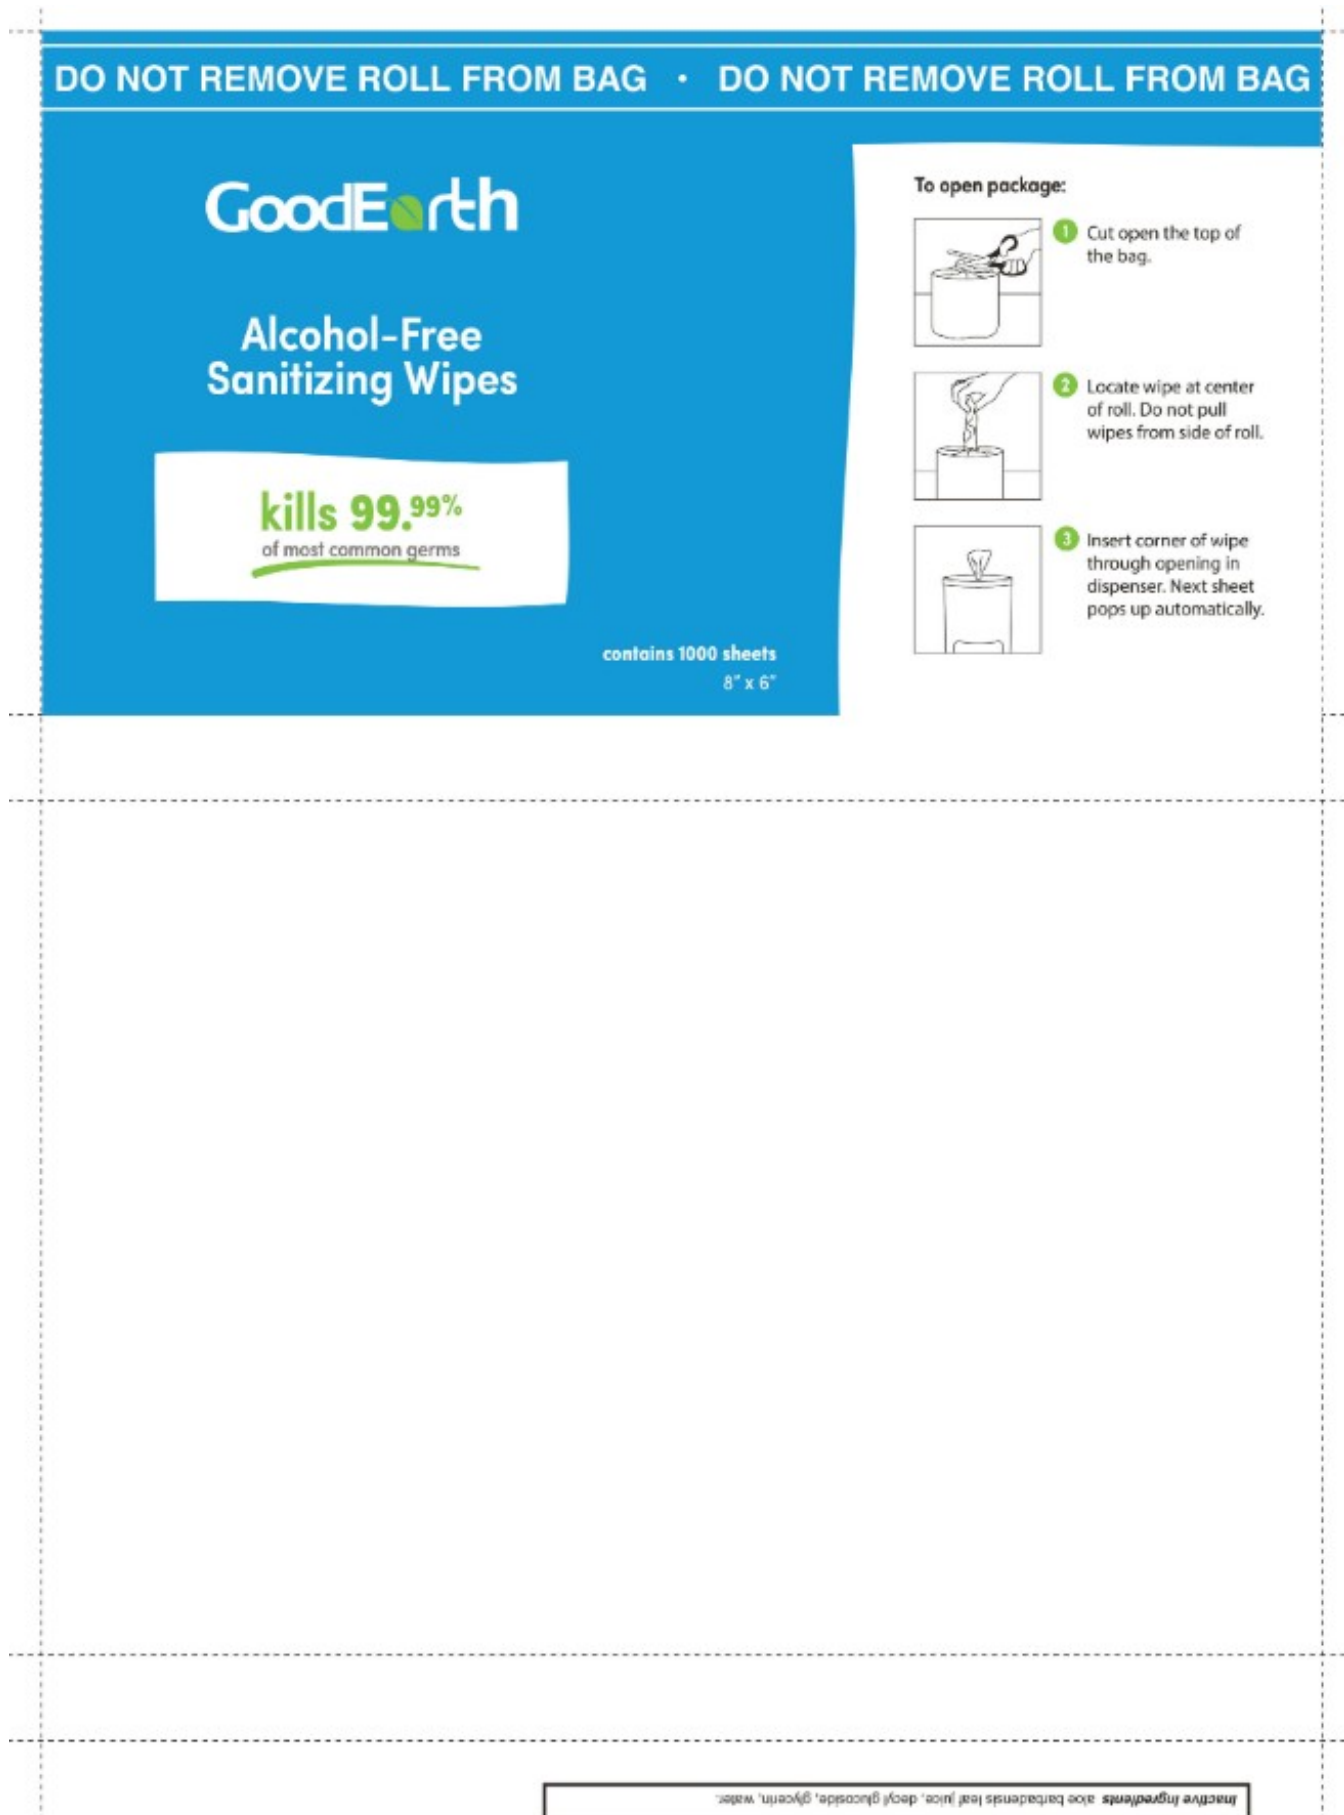 DO NOT REMOVE ROLL FROM BAG • DO NOT REMOVE ROLL FROM BAG
GoodEarth
Alcohol-Free
Sanitizing Wipes
kills 99.99%
of most common germs
contains 1000 sheets
8" x 6"
To open package:
1 Cut open the top of
the bag.
2 Locate wipe at center
of roll. Do not pull
wipes from side of roll.
3 Insert corner of wipe
through opening in
dispenser. Next sheet
pops up automatically.
Inactive ingredients aloe barbadensis leaf juice, decyl glucoside, glycerin, water.